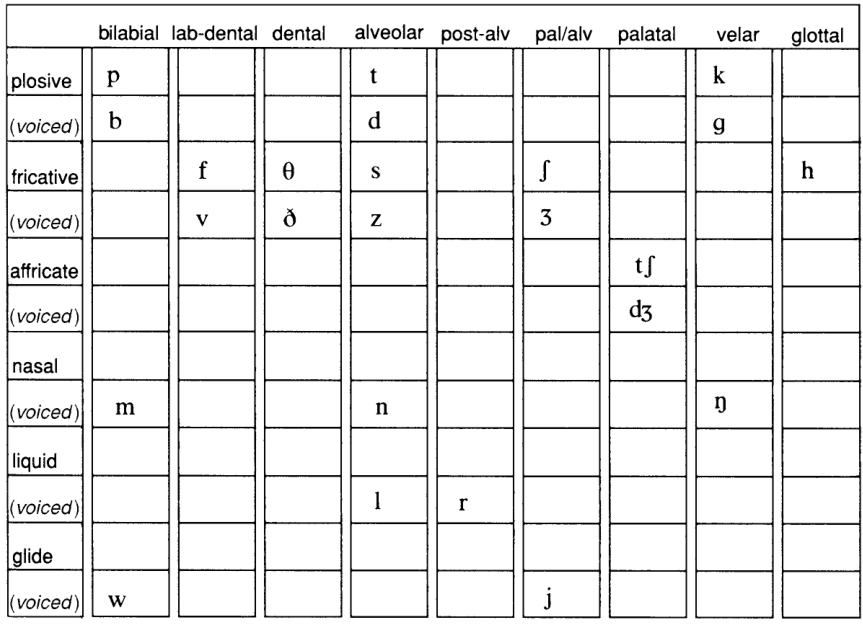 bilabial lab-dental dental alveolar post-alv pal/alv palatal velar glottal
plosive p t k
(voiced) b d g
fricative f θ s ʃ h
(voiced) v ð z ʒ
affricate tʃ
(voiced) dʒ
nasal
(voiced) m n ŋ
liquid
(voiced) l r
glide
(voiced) w j